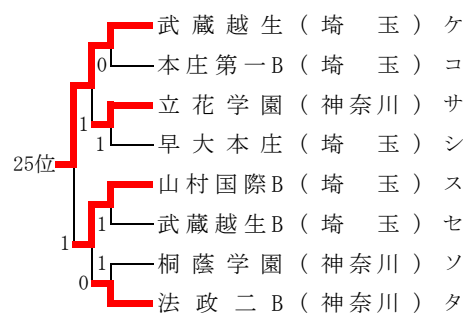 武蔵越生（埼　玉）ケ
0
本庄第一B（埼　玉）コ
立花学園（神奈川）サ
1
1
早大本庄（埼　玉）シ
25位
山村国際B（埼　玉）ス
1
1
武蔵越生B（埼　玉）セ
1
桐蔭学園（神奈川）ソ
0
法政二B（神奈川）タ